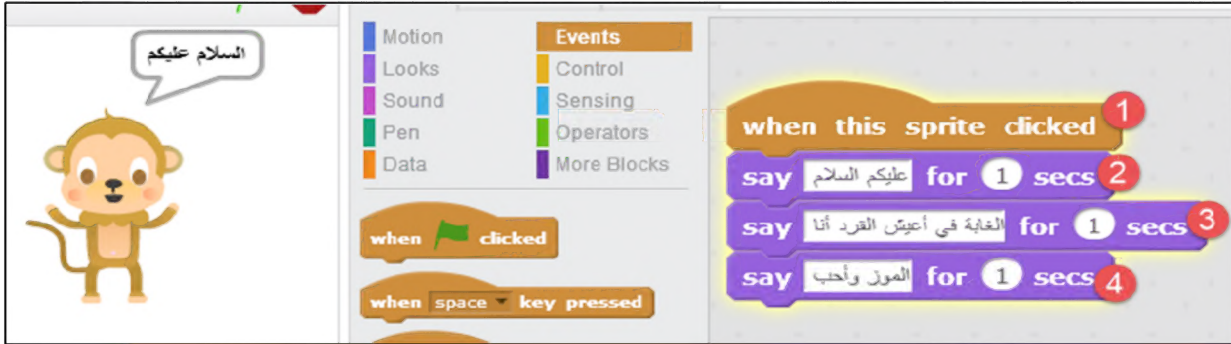 السلام عليكم
Motion
Looks
Sound
Pen
Data
Events
Control
Sensing
Operators
More Blocks
when clicked
when space key pressed
when this sprite clicked 1
say عليكم السلام for 1 secs 2
say الغابة في أعيش القرد أنا for 1 secs 3
say الموز وأحب for 1 secs 4